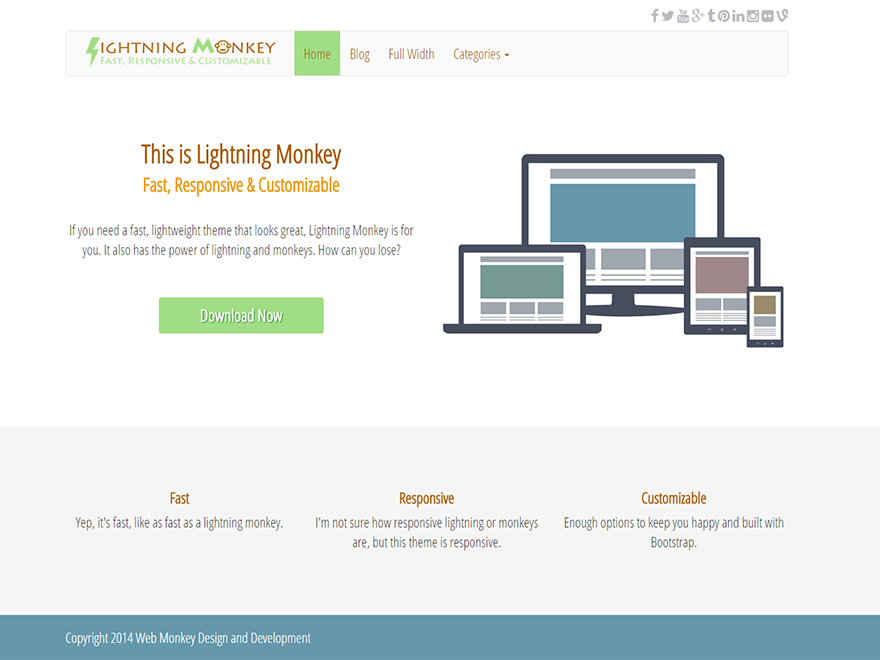 Lightning Monkey
Fast, Responsive & Customizable
Home Blog Full Width Categories
This is Lightning Monkey
Fast, Responsive & Customizable
If you need a fast, lightweight theme that looks great, Lightning Monkey is for
you. It also has the power of lightning and monkeys. How can you lose?
Download Now
Fast
Yep, it's fast, like as fast as a lightning monkey.
Responsive
I'm not sure how responsive lightning or monkeys
are, but this theme is responsive.
Customizable
Enough options to keep you happy and built with
Bootstrap.
Copyright 2014 Web Monkey Design and Development